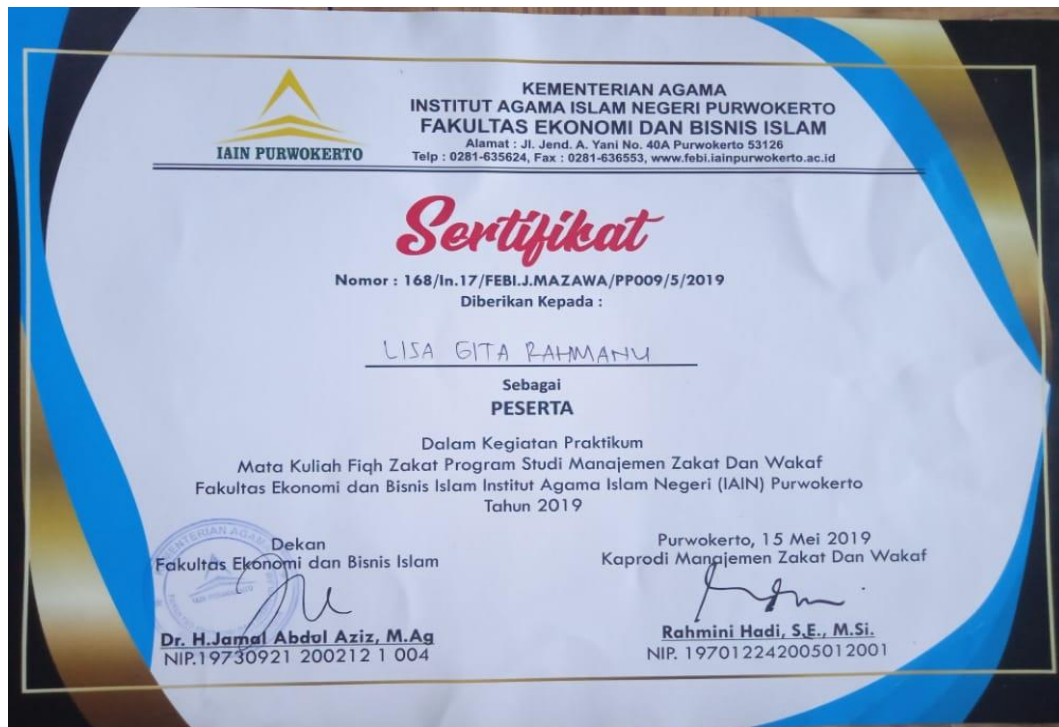 IAIN PURWOKERTO
KEMENTERIAN AGAMA
INSTITUT AGAMA ISLAM NEGERI PURWOKERTO
FAKULTAS EKONOMI DAN BISNIS ISLAM
Alamat : Jl. Jend. A. Yani No. 40A Purwokerto 53126
Telp : 0281-635624, Fax : 0281-636553, www.febi.iainpurwokerto.ac.id
Sertifikat
Nomor : 168/In.17/FEBI.J.MAZAWA/PP009/5/2019
Diberikan Kepada :
LISA GITA RAHMANU
Sebagai
PESERTA
Dalam Kegiatan Praktikum
Mata Kuliah Fiqh Zakat Program Studi Manajemen Zakat Dan Wakaf
Fakultas Ekonomi dan Bisnis Islam Institut Agama Islam Negeri (IAIN) Purwokerto
Tahun 2019
Dekan
Fakultas Ekonomi dan Bisnis Islam
Dr. H.Jamal Abdul Aziz, M.Ag
NIP.19730921 200212 1 004
Purwokerto, 15 Mei 2019
Kaprodi Manajemen Zakat Dan Wakaf
Rahmini Hadi, S.E., M.Si.
NIP. 197012242005012001